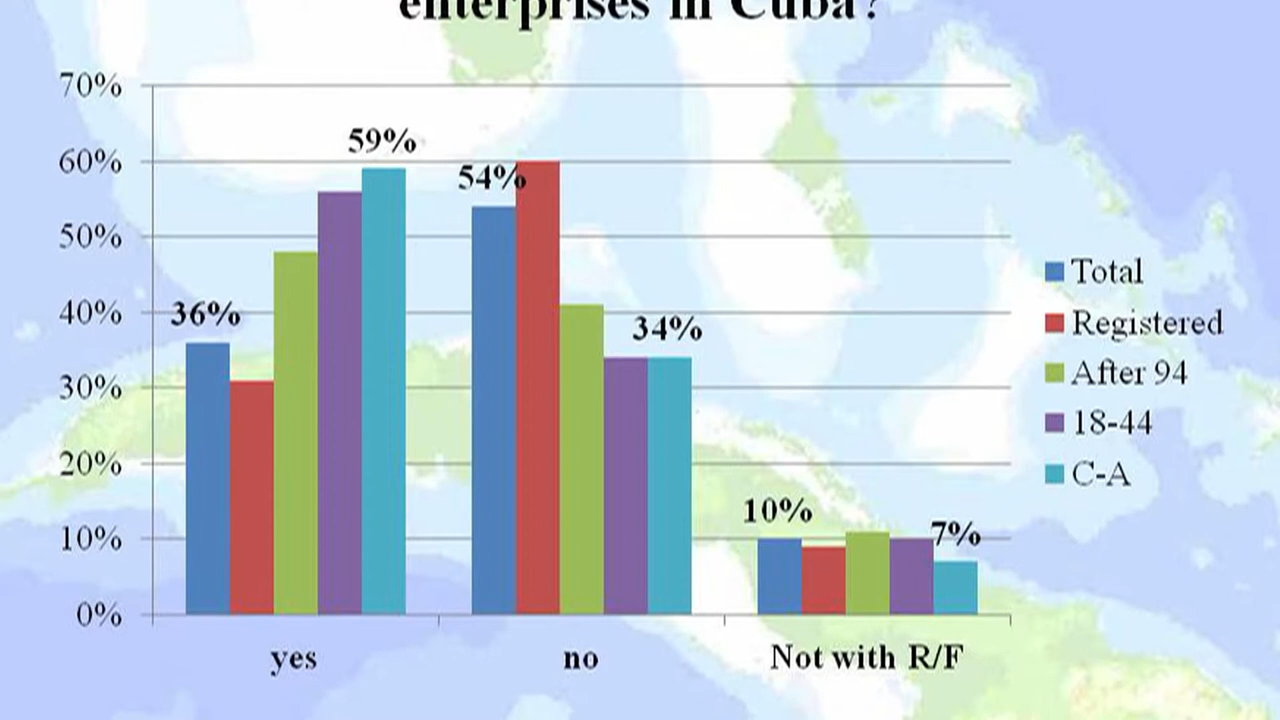 enterprises in Cuba?
70%
60%
50%
40%
30%
20%
10%
0%
36%
59%
54%
34%
10%
7%
yes
no
Not with R/F
Total
Registered
After 94
18-44
C-A